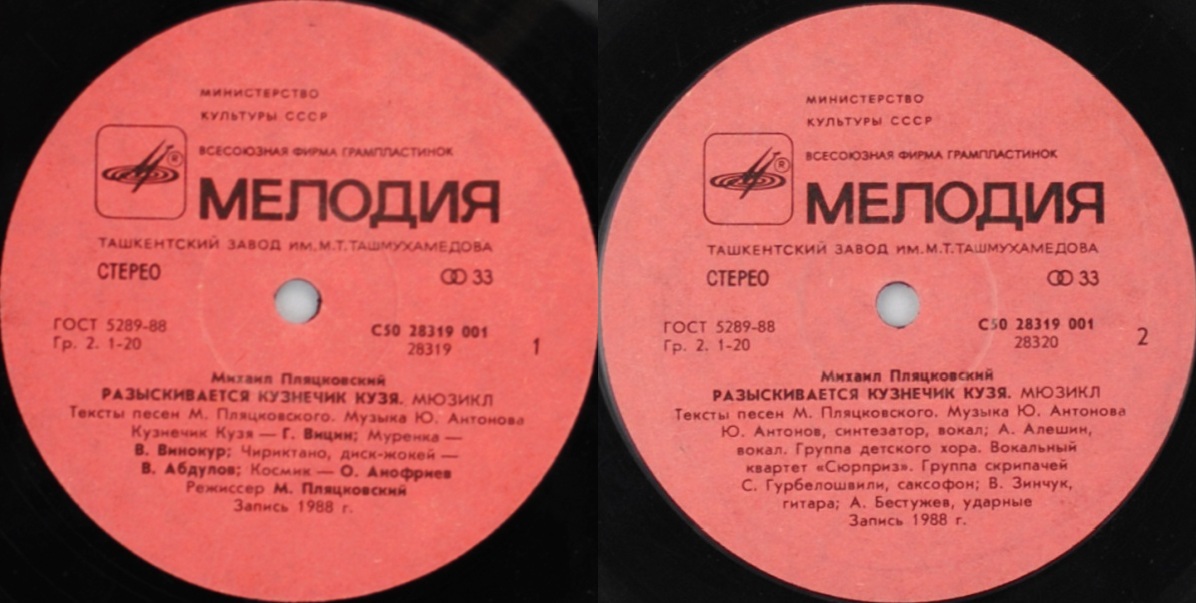 МИНИСТЕРСТВО
КУЛЬТУРЫ СССР
ВСЕСОЮЗНАЯ ФИРМА ГРАМПЛАСТИНОК
®
МЕЛОДИЯ
ТАШКЕНТСКИЙ ЗАВОД ИМ. М.Т. ТАШМУХАМЕДОВА
СТЕРЕО
33
ГОСТ 5289-88
Гр. 2. 1-20
С50 28319 001
28319
1
Михаил Пляцковский
РАЗЫСКИВАЕТСЯ КУЗНЕЧИК КУЗЯ. МЮЗИКЛ
Тексты песен М. Пляцковского. Музыка Ю. Антонова
Кузнечик Кузя — Г. Вицин; Муренка —
В. Винокур; Чириктано, диск-жокей —
В. Абдулов; Космик — О. Анофриев
Режиссер М. Пляцковский
Запись 1988 г.
МИНИСТЕРСТВО
КУЛЬТУРЫ СССР
ВСЕСОЮЗНАЯ ФИРМА ГРАМПЛАСТИНОК
®
МЕЛОДИЯ
ТАШКЕНТСКИЙ ЗАВОД ИМ. М.Т. ТАШМУХАМЕДОВА
СТЕРЕО
33
ГОСТ 5289-88
Гр. 2. 1-20
С50 28319 001
28320
2
Михаил Пляцковский
РАЗЫСКИВАЕТСЯ КУЗНЕЧИК КУЗЯ. МЮЗИКЛ
Тексты песен М. Пляцковского. Музыка Ю. Антонова
Ю. Антонов, синтезатор, вокал; А. Алешин,
вокал. Группа детского хора. Вокальный
квартет «Сюрприз». Группа скрипачей
С. Гурбелошвили, саксофон; В. Зинчук,
гитара; А. Бестужев, ударные
Запись 1988 г.